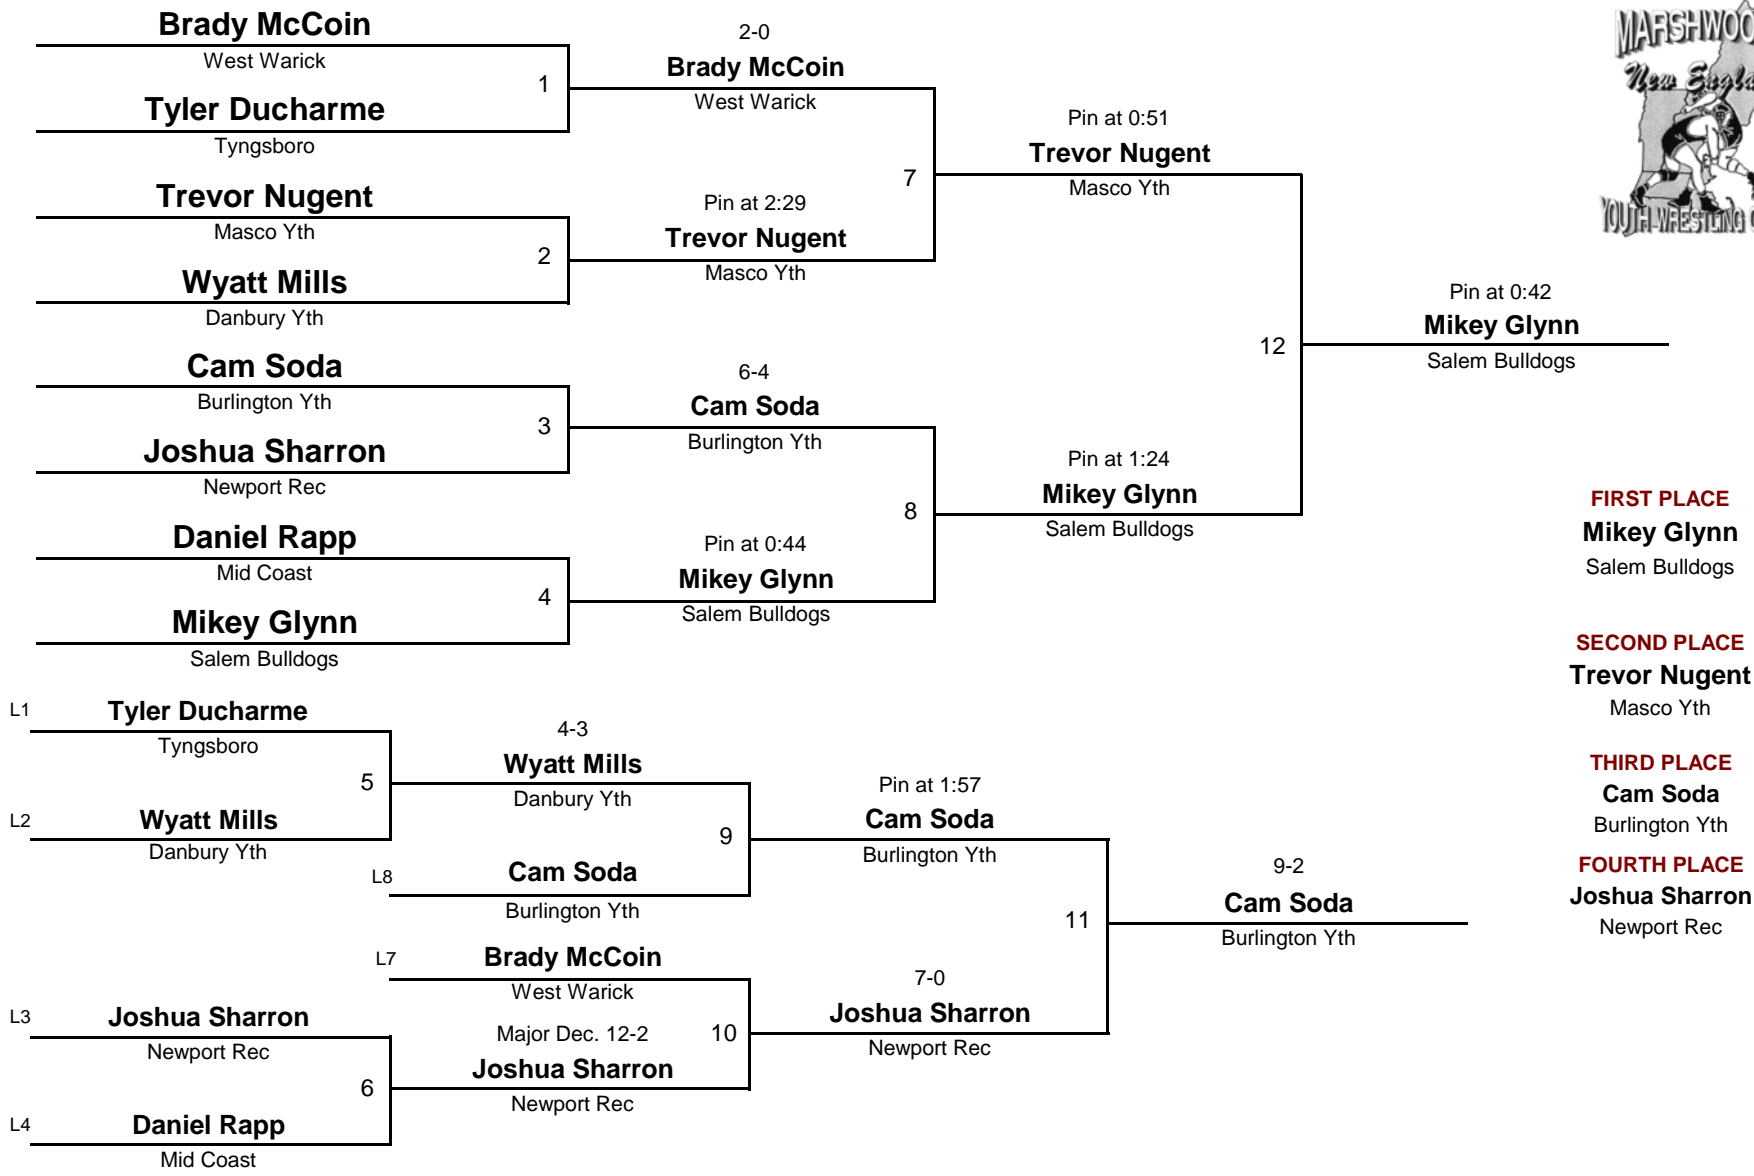 Brady McCoin
West Warick
1
Tyler Ducharme
Tyngsboro
2-0
Brady McCoin
West Warick
Trevor Nugent
Masco Yth
2
Wyatt Mills
Danbury Yth
Pin at 2:29
Trevor Nugent
Masco Yth
7
Pin at 0:51
Trevor Nugent
Masco Yth
Cam Soda
Burlington Yth
3
Joshua Sharron
Newport Rec
6-4
Cam Soda
Burlington Yth
Daniel Rapp
Mid Coast
4
Mikey Glynn
Salem Bulldogs
Pin at 0:44
Mikey Glynn
Salem Bulldogs
8
Pin at 1:24
Mikey Glynn
Salem Bulldogs
12
Pin at 0:42
Mikey Glynn
Salem Bulldogs
New
YOUTH-WRESTLING
FIRST PLACE
Mikey Glynn
Salem Bulldogs
SECOND PLACE
Trevor Nugent
Masco Yth
THIRD PLACE
Cam Soda
Burlington Yth
FOURTH PLACE
Joshua Sharron
Newport Rec
L1
Tyler Ducharme
Tyngsboro
5
L2
Wyatt Mills
Danbury Yth
4-3
Wyatt Mills
Danbury Yth
9
L8
Cam Soda
Burlington Yth
Pin at 1:57
Cam Soda
Burlington Yth
L7
Brady McCoin
West Warick
L3
Joshua Sharron
Newport Rec
6
L4
Daniel Rapp
Mid Coast
Major Dec. 12-2
10
Joshua Sharron
Newport Rec
7-0
Joshua Sharron
Newport Rec
11
9-2
Cam Soda
Burlington Yth